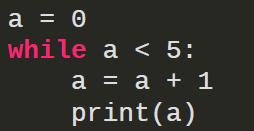 a = 0
while a < 5:
    a = a + 1
    print(a)